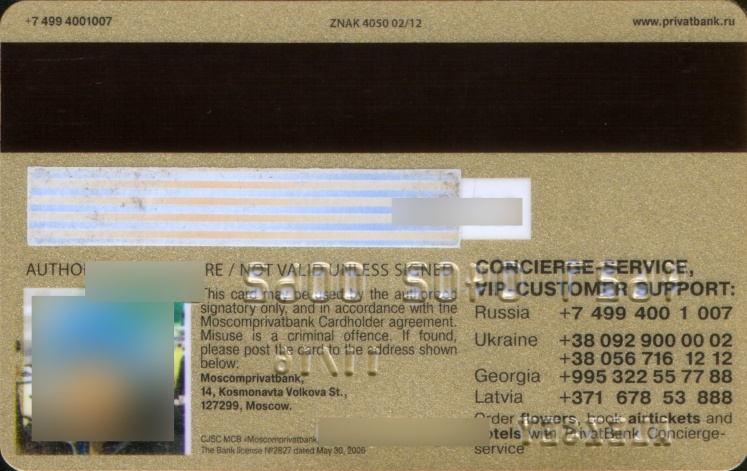 +7 499 4001007
ZNAK 4050 02/12
www.privatbank.ru
RE / NOT VALID UNLESS SIGNED
This card may be used by the authorized
signatory only, and in accordance with the
Moscomprivatbank Cardholder agreement.
Misuse is a criminal offence. If found,
please post the card to the address shown
below:
Moscomprivatbank,
14, Kosmonavta Volkova St.,
127299, Moscow.
CJSC MCB «Moscomprivatbank
The Bank license №2827 dated May 30, 2006
CONCIERGE-SERVICE,
VIP-CUSTOMER SUPPORT:
Russia +7 499 400 1 007
Ukraine +38 092 900 00 02
+38 056 716 12 12
Georgia +995 322 55 77 88
Latvia +371 678 53 888
Order flowers, book airtickets and
hotels with PrivatBank Concierge-
service